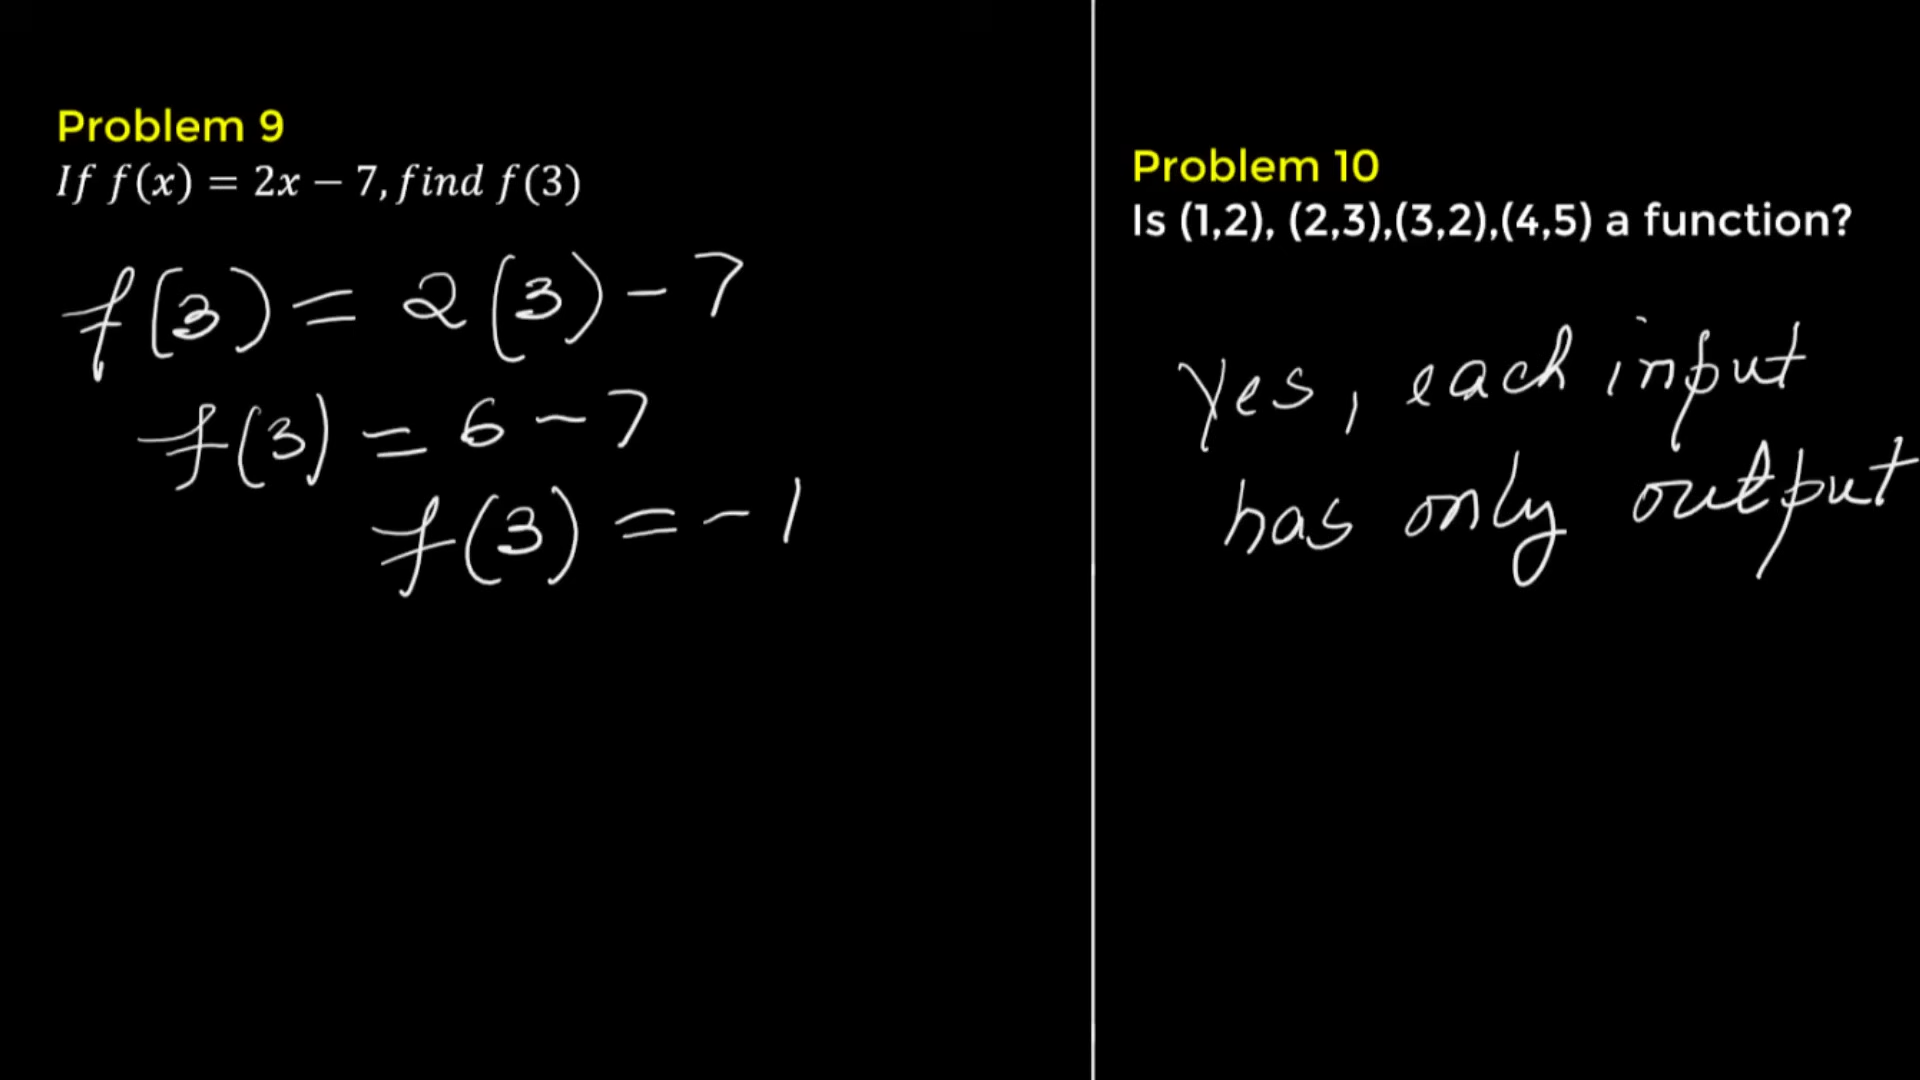 Problem 9
If f(x) = 2x − 7, find f(3)
f(3) = 2(3) - 7
f(3) = 6 - 7
f(3) = - 1
Problem 10
Is (1,2), (2,3),(3,2),(4,5) a function?
Yes, each input
has only output